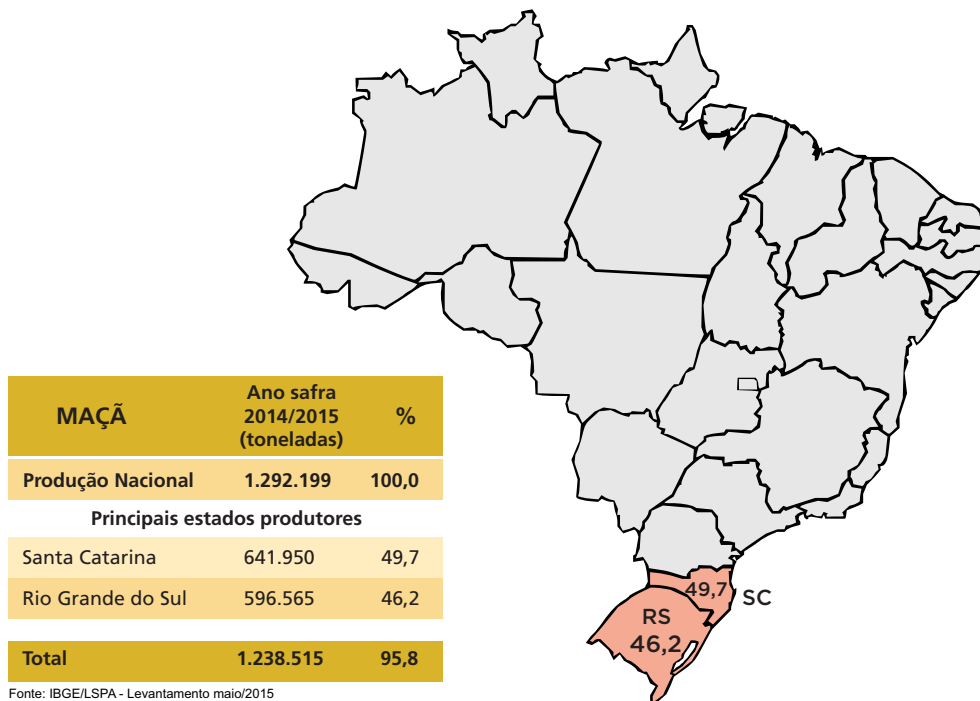 MAÇÃ
Ano safra
2014/2015
(toneladas)
%
Produção Nacional 1.292.199 100,0
Principais estados produtores
Santa Catarina 641.950 49,7
Rio Grande do Sul 596.565 46,2
Total 1.238.515 95,8
Fonte: IBGE/LSPA - Levantamento maio/2015
49,7
SC
RS
46,2